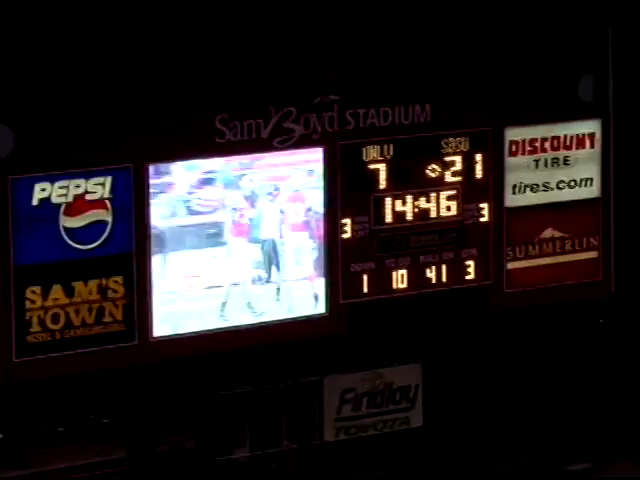 Sam Boyd STADIUM
PEPSI
SAM'S
TOWN
UNLV SDSU
7 21
14:46
3 3
DOWN TO GO BALL ON QTR
1 10 41 3
DISCOUNT
TIRE
tires.com
SUMMERLIN
Findlay
TOYOTA